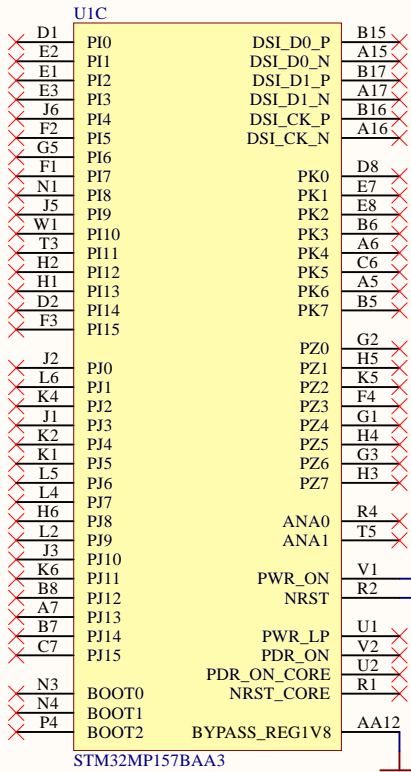 U1C
D1 PI0 DSI_D0_P B15
E2 PI1 DSI_D0_N A15
E1 PI2 DSI_D1_P B17
E3 PI3 DSI_D1_N A17
J6 PI4 DSI_CK_P B16
F2 PI5 DSI_CK_N A16
G5 PI6
F1 PI7 PK0 D8
N1 PI8 PK1 E7
J5 PI9 PK2 E8
W1 PI10 PK3 B6
T3 PI11 PK4 A6
H2 PI12 PK5 C6
H1 PI13 PK6 A5
D2 PI14 PK7 B5
F3 PI15
PZ0 G2
J2 PJ0 PZ1 H5
L6 PJ1 PZ2 K5
K4 PJ2 PZ3 F4
J1 PJ3 PZ4 G1
K2 PJ4 PZ5 H4
K1 PJ5 PZ6 G3
L5 PJ6 PZ7 H3
L4 PJ7
H6 PJ8 ANA0 R4
L2 PJ9 ANA1 T5
J3 PJ10
K6 PJ11 PWR_ON V1
B8 PJ12 NRST R2
A7 PJ13
B7 PJ14 PWR_LP U1
C7 PJ15 PDR_ON V2
PDR_ON_CORE U2
N3 BOOT0 NRST_CORE R1
N4 BOOT1
P4 BOOT2 BYPASS_REG1V8 AA12
STM32MP157BAA3